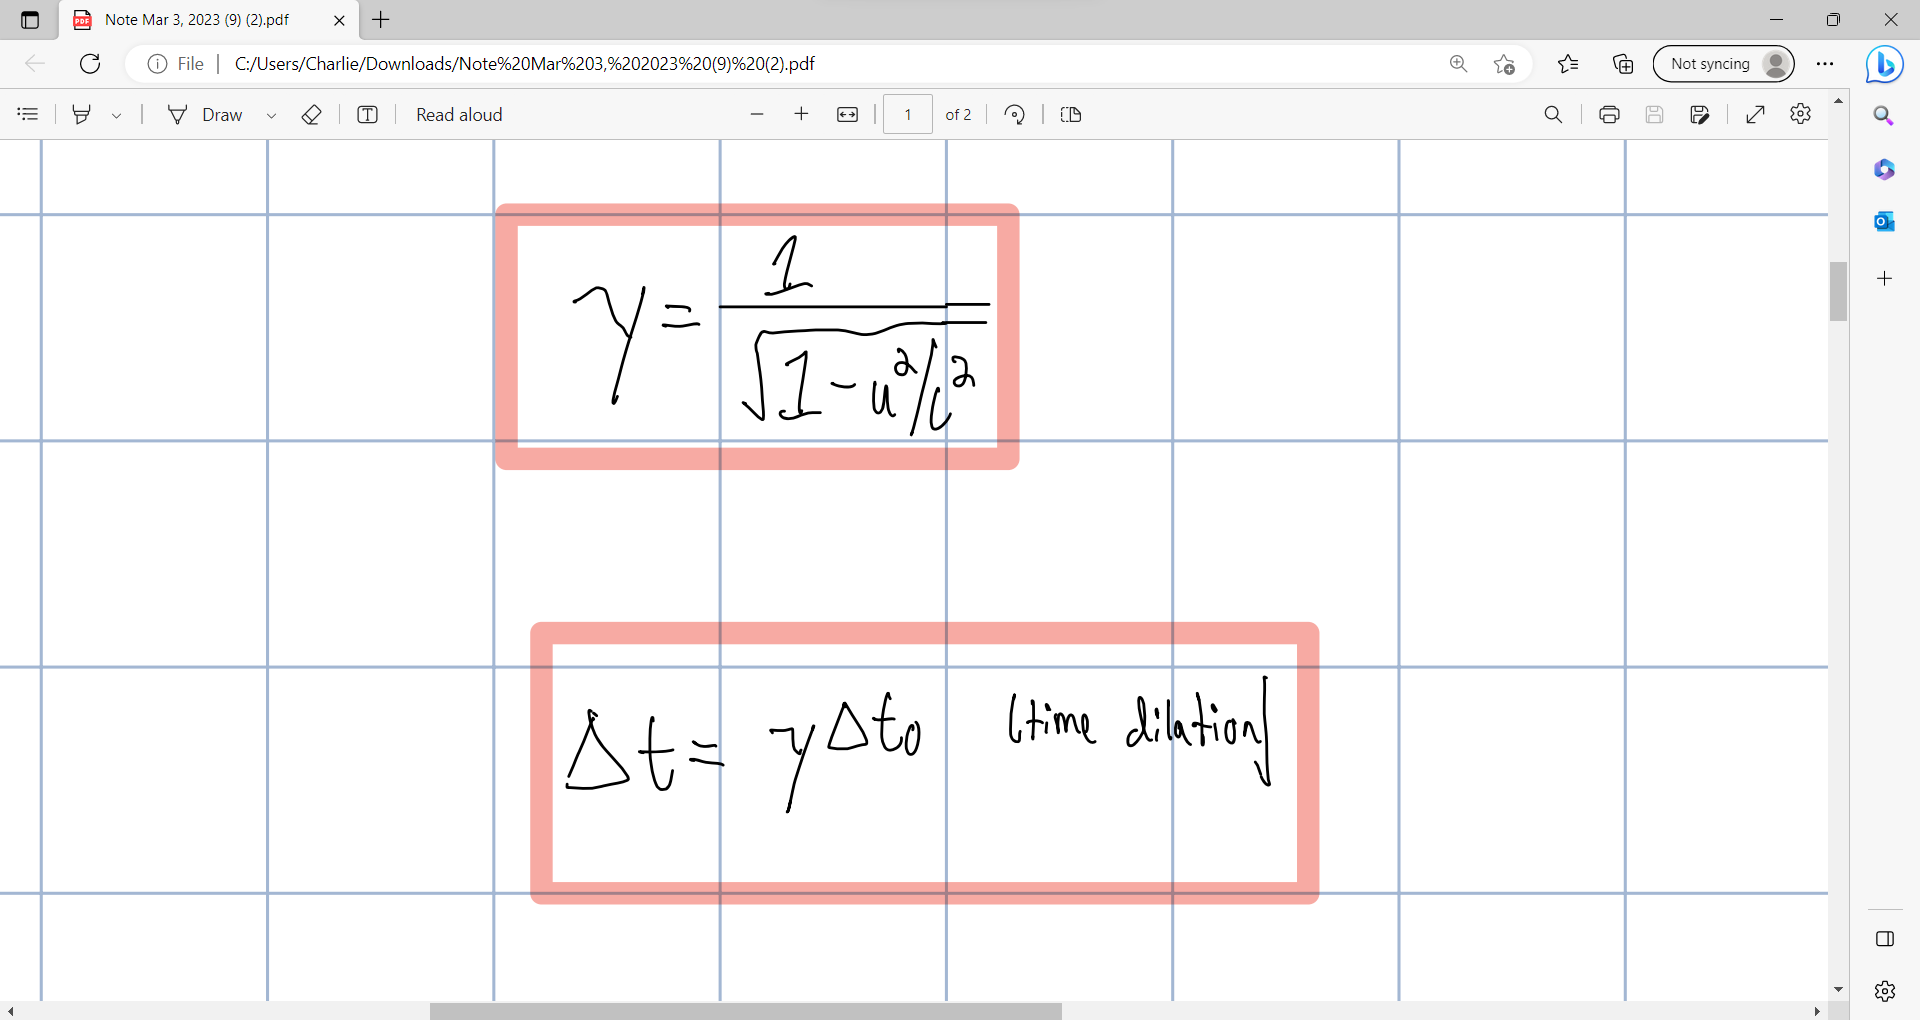 Note Mar 3, 2023 (9) (2).pdf
File C:/Users/Charlie/Downloads/Note%20Mar%203,%202023%20(9)%20(2).pdf
Not syncing
Draw
Read aloud
1 of 2
γ = 1 / √1 - u²/c²
Δt = γ Δt₀ (time dilation)